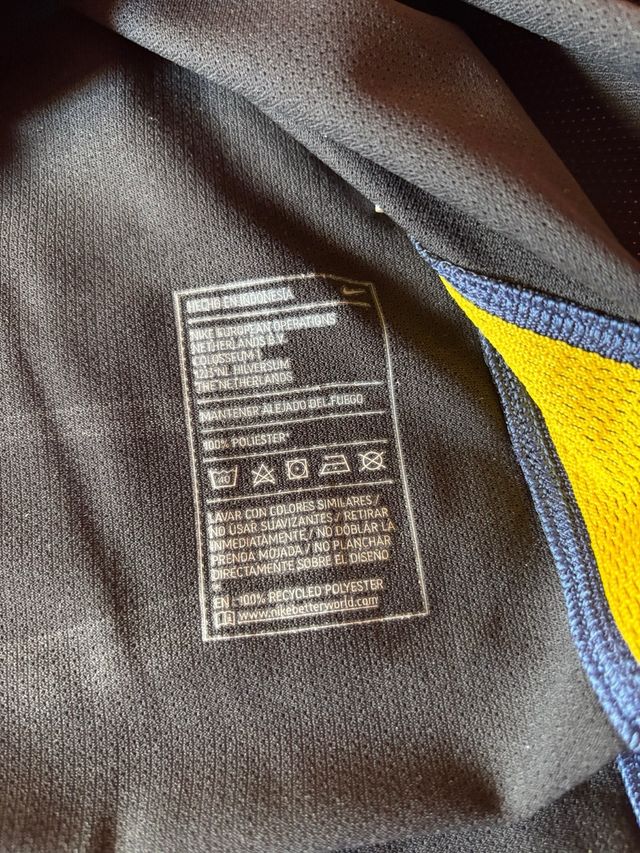 HECHO EN INDONESIA
NIKE EUROPEAN OPERATIONS
NETHERLANDS B.V.
COLOSSEUM 1
1213 NL HILVERSUM
THE NETHERLANDS
MANTENER ALEJADO DEL FUEGO
100% POLIESTER*
40
LAVAR CON COLORES SIMILARES /
NO USAR SUAVIZANTES / RETIRAR
INMEDIATAMENTE / NO DOBLAR LA
PRENDA MOJADA / NO PLANCHAR
DIRECTAMENTE SOBRE EL DISEÑO
*
EN : 100% RECYCLED POLYESTER
www.nikebetterworld.com